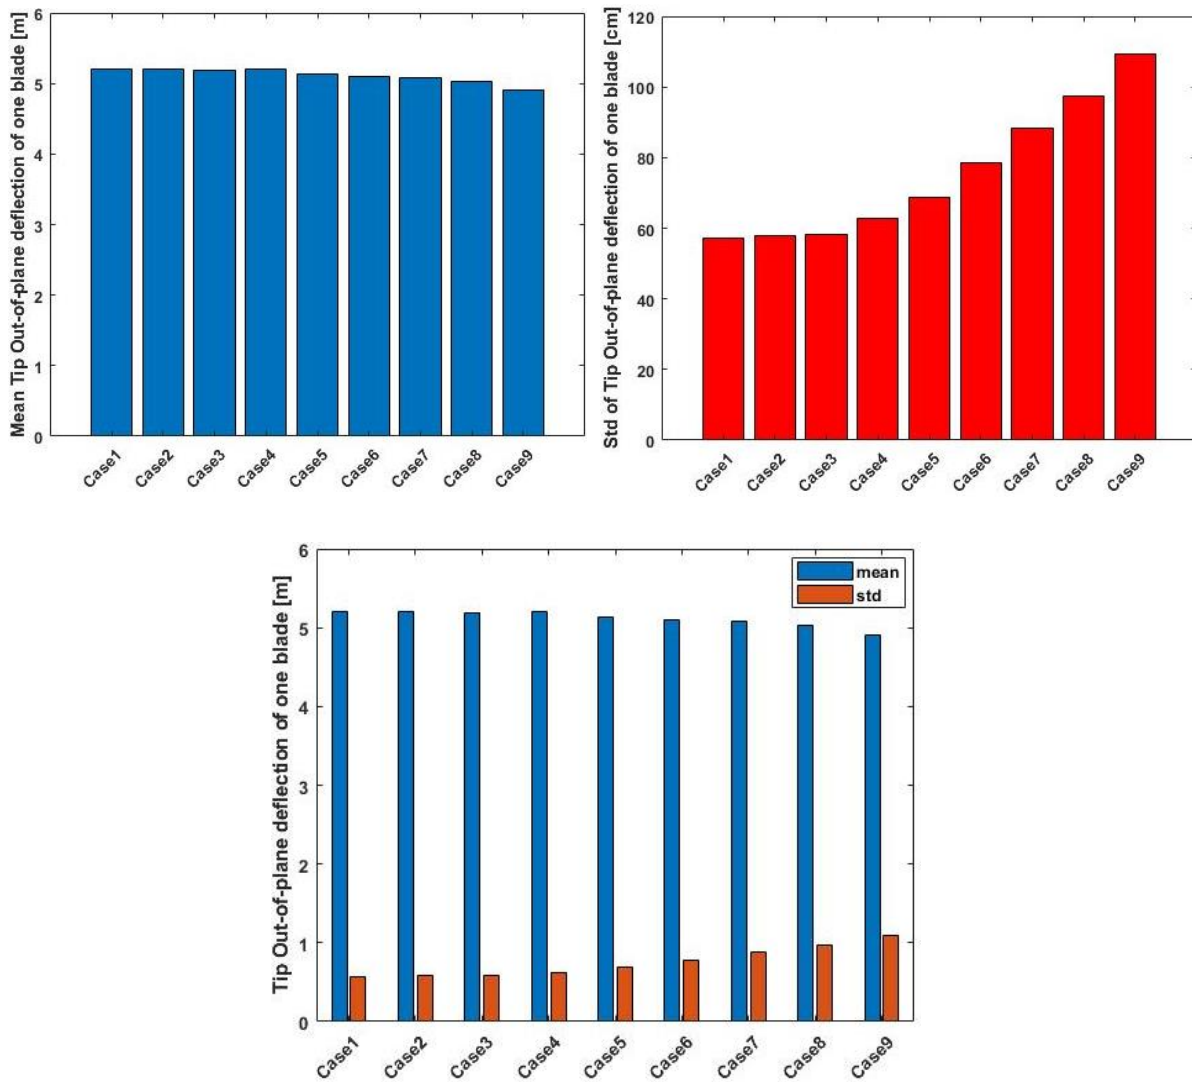 Mean Tip Out-of-plane deflection of one blade [m]
6
5
4
3
2
1
0
Case1
Case2
Case3
Case4
Case5
Case6
Case7
Case8
Case9
Std of Tip Out-of-plane deflection of one blade [cm]
120
100
80
60
40
20
0
Case1
Case2
Case3
Case4
Case5
Case6
Case7
Case8
Case9
Tip Out-of-plane deflection of one blade [m]
6
5
4
3
2
1
0
mean
std
Case1
Case2
Case3
Case4
Case5
Case6
Case7
Case8
Case9